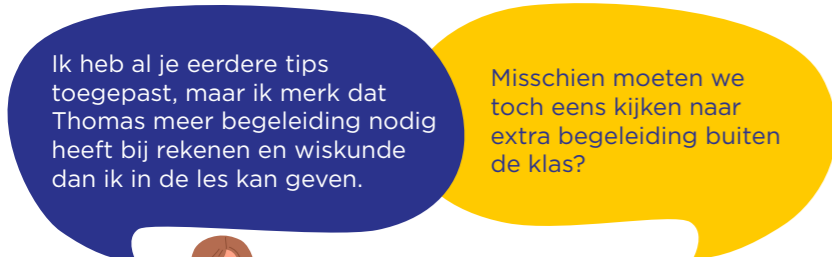 Ik heb al je eerdere tips
toegepast, maar ik merk dat
Thomas meer begeleiding nodig
heeft bij rekenen en wiskunde
dan ik in de les kan geven.
Misschien moeten we
toch eens kijken naar
extra begeleiding buiten
de klas?